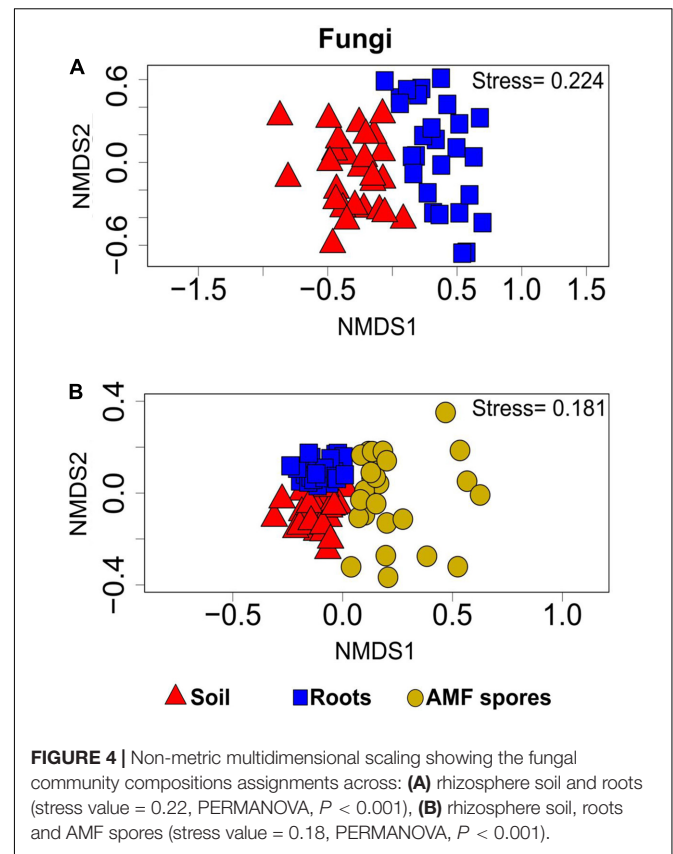 Fungi
A
Stress= 0.224
0.6
0.0
−0.6
NMDS2
−1.5 −0.5 0.5 1.0 1.5
NMDS1
B
Stress= 0.181
0.4
0.0
−0.4
NMDS2
−0.5 0.0 0.5 1.0
NMDS1
Soil Roots AMF spores
FIGURE 4 | Non-metric multidimensional scaling showing the fungal
community compositions assignments across: (A) rhizosphere soil and roots
(stress value = 0.22, PERMANOVA, P < 0.001), (B) rhizosphere soil, roots
and AMF spores (stress value = 0.18, PERMANOVA, P < 0.001).